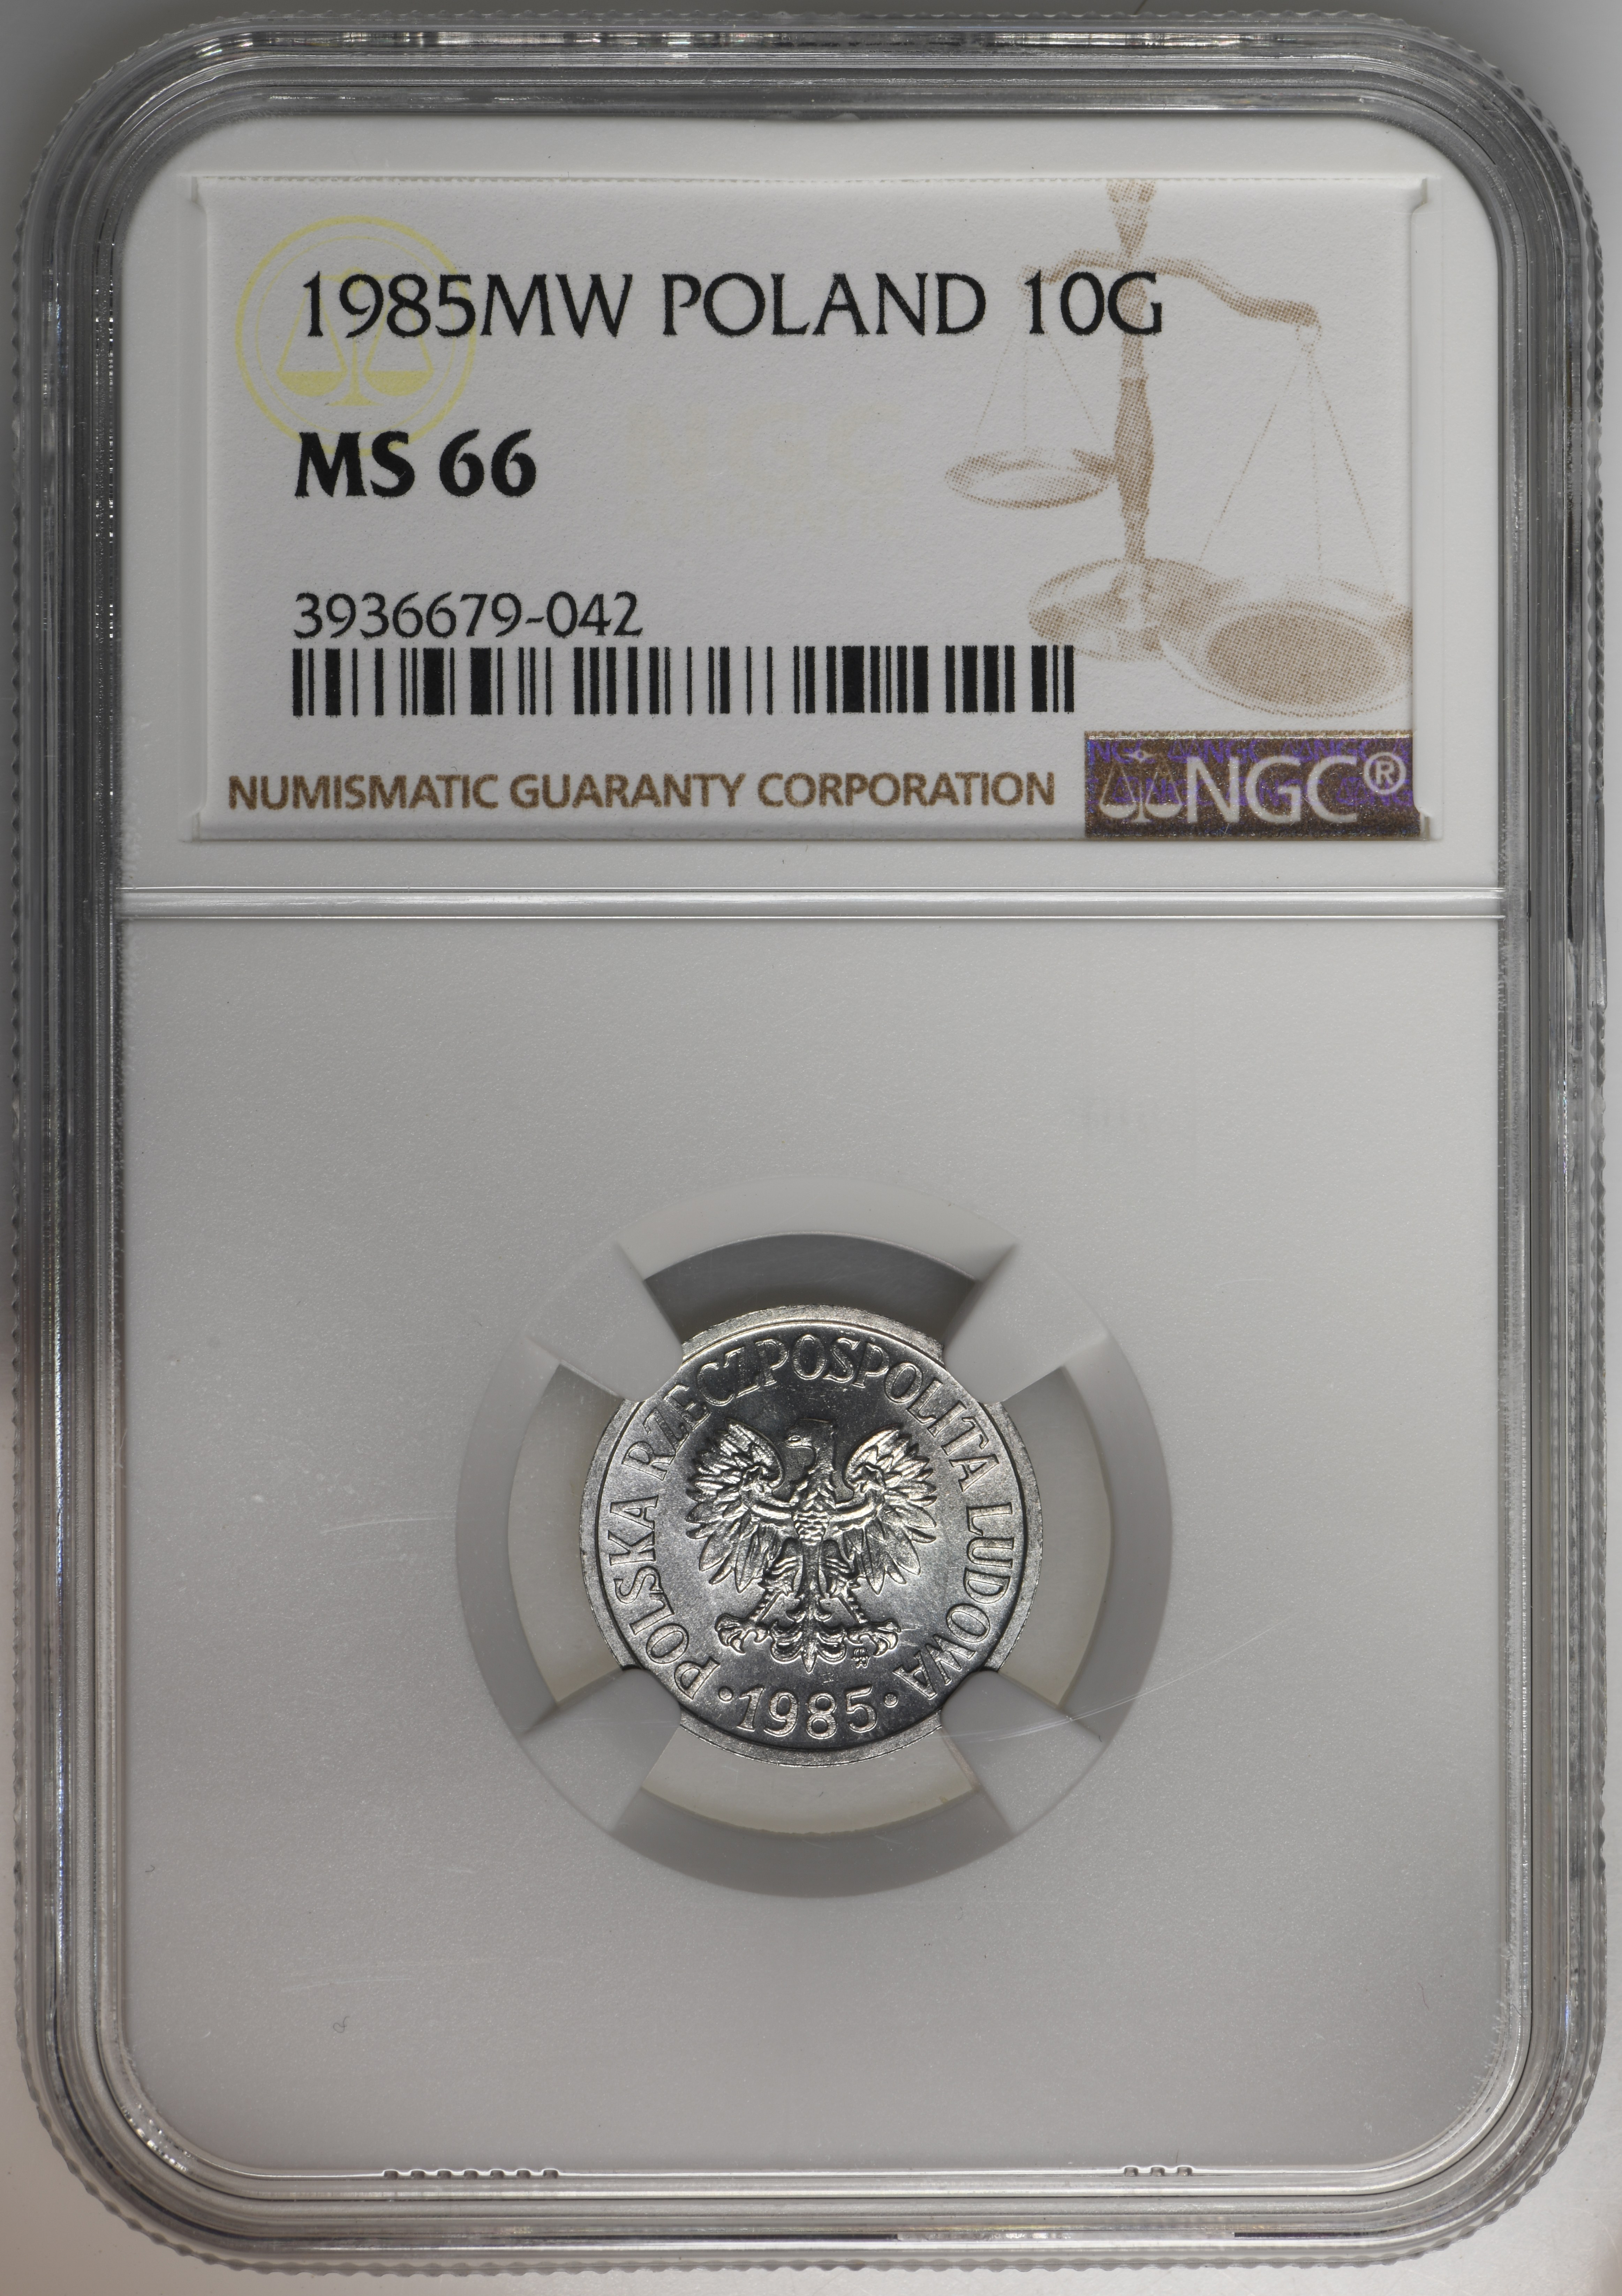 1985MW POLAND 10G
MS 66
3936679-042
NUMISMATIC GUARANTY CORPORATION
NGC®
POLSKA RZECZPOSPOLITA LUDOWA
·1985·